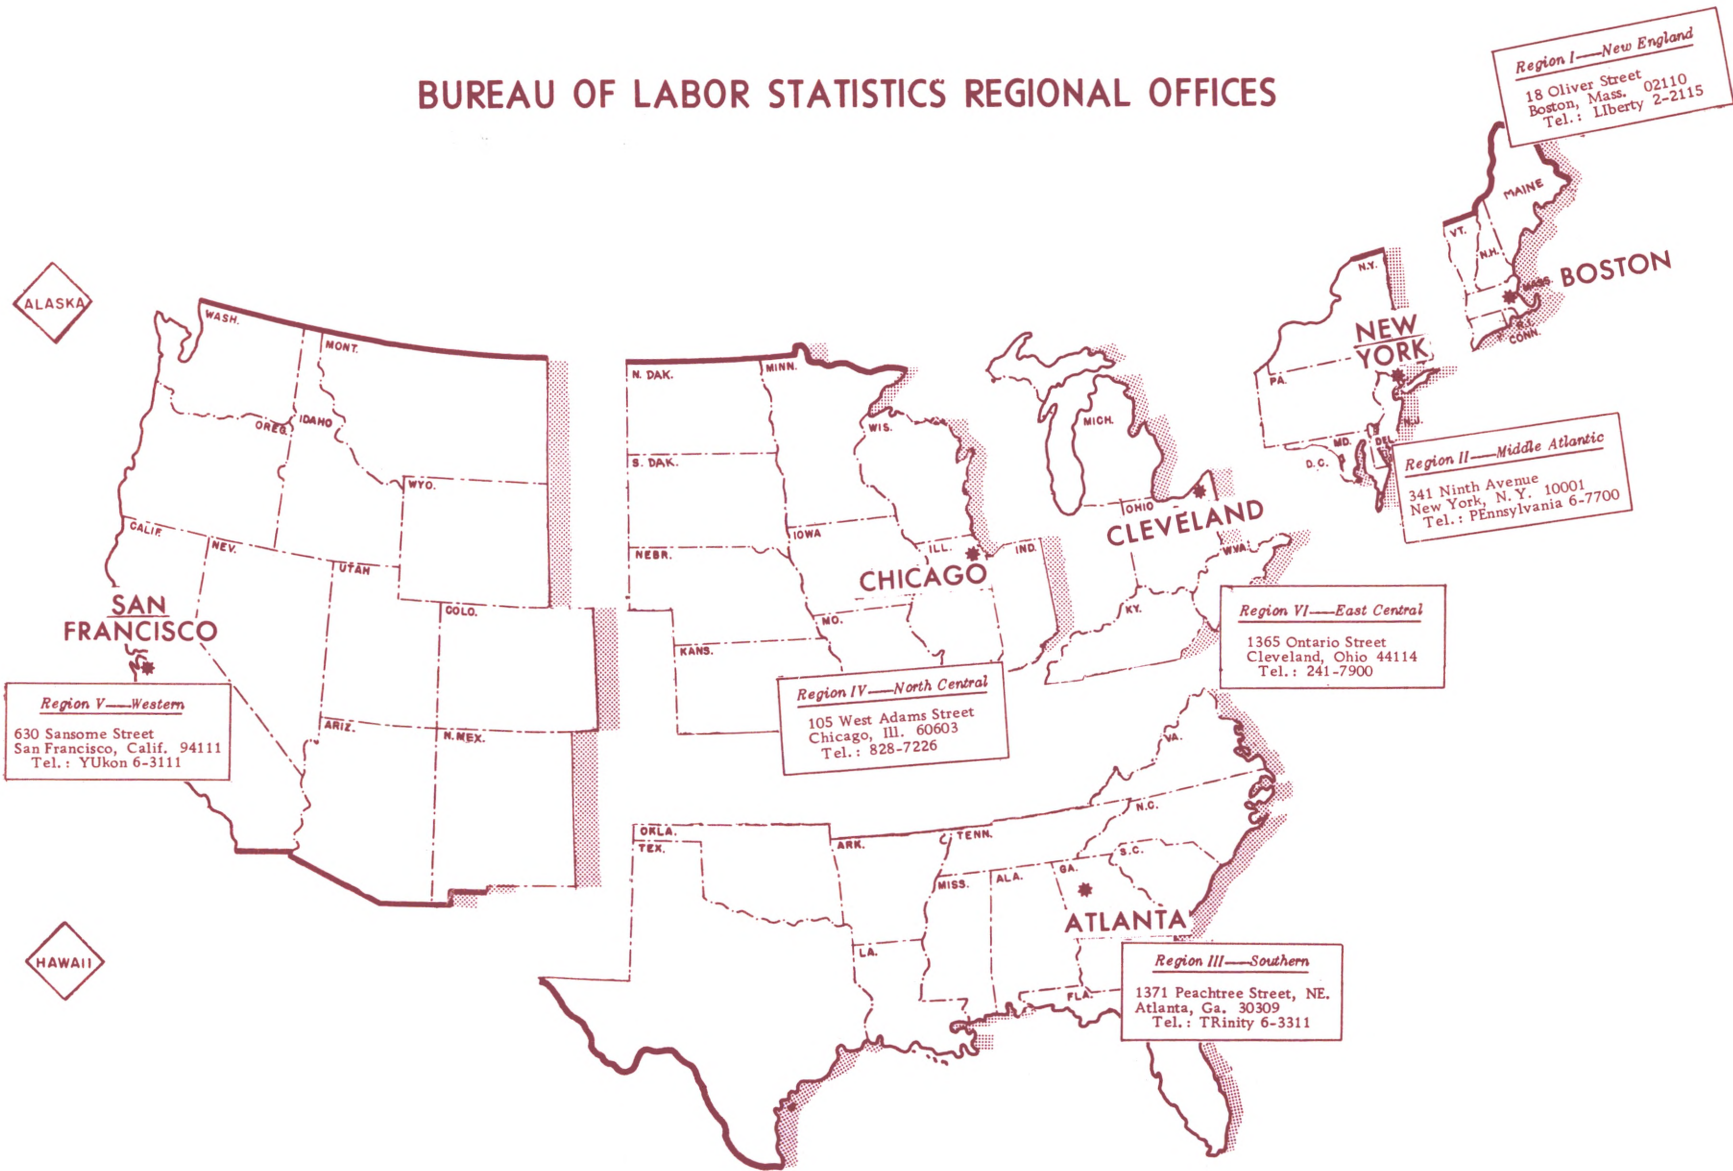 BUREAU OF LABOR STATISTICS REGIONAL OFFICES
Region I—New England
18 Oliver Street
Boston, Mass. 02110
Tel.: LIberty 2-2115
MAINE
VT.
N.H.
MASS.
BOSTON
R.I.
CONN.
N.Y.
NEW
YORK
PA.
N.J.
MD.
DEL.
D.C.
Region II—Middle Atlantic
341 Ninth Avenue
New York, N.Y. 10001
Tel.: PEnnsylvania 6-7700
ALASKA
WASH.
MONT.
OREG.
IDAHO
WYO.
CALIF.
NEV.
UTAH
COLO.
ARIZ.
N.MEX.
SAN
FRANCISCO
Region V—Western
630 Sansome Street
San Francisco, Calif. 94111
Tel.: YUkon 6-3111
HAWAII
N. DAK.
MINN.
WIS.
S. DAK.
IOWA
NEBR.
ILL.
IND.
CHICAGO
MO.
KANS.
Region IV—North Central
105 West Adams Street
Chicago, Ill. 60603
Tel.: 828-7226
MICH.
OHIO
CLEVELAND
W.VA.
KY.
Region VI—East Central
1365 Ontario Street
Cleveland, Ohio 44114
Tel.: 241-7900
VA.
N.C.
OKLA.
TEX.
ARK.
TENN.
S.C.
MISS.
ALA.
GA.
ATLANTA
LA.
FLA.
Region III—Southern
1371 Peachtree Street, NE.
Atlanta, Ga. 30309
Tel.: TRinity 6-3311